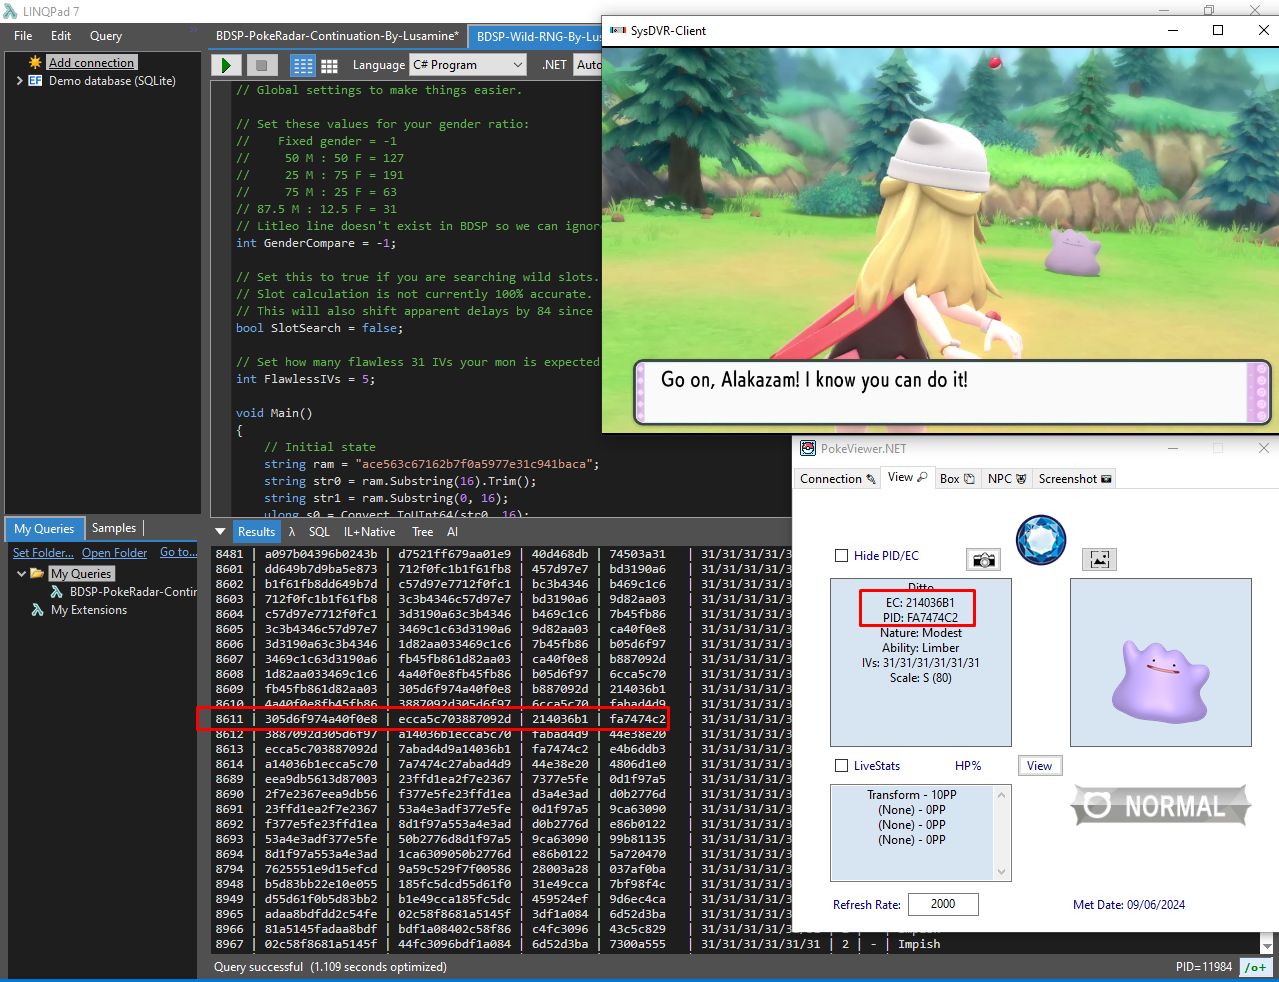 LINQPad 7
File Edit Query
Add connection
EF Demo database (SQLite)
BDSP-PokeRadar-Continuation-By-Lusamine* BDSP-Wild-RNG-By-Lu
Language C# Program .NET Auto
// Global settings to make things easier.
// Set these values for your gender ratio:
// Fixed gender = -1
// 50 M : 50 F = 127
// 25 M : 75 F = 191
// 75 M : 25 F = 63
// 87.5 M : 12.5 F = 31
// Litleo line doesn't exist in BDSP so we can ignor
int GenderCompare = -1;
// Set this to true if you are searching wild slots.
// Slot calculation is not currently 100% accurate.
// This will also shift apparent delays by 84 since
bool SlotSearch = false;
// Set how many flawless 31 IVs your mon is expected
int FlawlessIVs = 5;
void Main()
{
// Initial state
string ram = "ace563c67162b7f0a5977e31c941baca";
string str0 = ram.Substring(16).Trim();
string str1 = ram.Substring(0, 16);
ulong s0 = Convert.ToUInt64(str0, 16);
SysDVR-Client
Go on, Alakazam! I know you can do it!
My Queries Samples
Set Folder... Open Folder Go to...
My Queries
BDSP-PokeRadar-Contin
My Extensions
Results λ SQL IL+Native Tree AI
8481 | a097b04396b0243b | d7521ff679aa01e9 | 40d468db | 74503a31 | 31/31/31/31/3
8601 | dd649b7d9ba5e873 | 712f0fc1b1f61fb8 | 457d97e7 | bd3190a6 | 31/31/31/31/3
8602 | b1f61fb8dd649b7d | c57d97e7712f0fc1 | bc3b4346 | b469c1c6 | 31/31/31/31/3
8603 | 712f0fc1b1f61fb8 | 3c3b4346c57d97e7 | bd3190a6 | 9d82aa03 | 31/31/31/31/3
8604 | c57d97e7712f0fc1 | 3d3190a63c3b4346 | b469c1c6 | 7b45fb86 | 31/31/31/31/3
8605 | 3c3b4346c57d97e7 | 3469c1c63d3190a6 | 9d82aa03 | ca40f0e8 | 31/31/31/31/3
8606 | 3d3190a63c3b4346 | 1d82aa033469c1c6 | 7b45fb86 | b05d6f97 | 31/31/31/31/3
8607 | 3469c1c63d3190a6 | fb45fb861d82aa03 | ca40f0e8 | b887092d | 31/31/31/31/3
8608 | 1d82aa033469c1c6 | 4a40f0e8fb45fb86 | b05d6f97 | 6cca5c70 | 31/31/31/31/3
8609 | fb45fb861d82aa03 | 305d6f974a40f0e8 | b887092d | 214036b1 | 31/31/31/31/3
8610 | 4a40f0e8fb45fb86 | 3887092d305d6f97 | 6cca5c70 | fabad4d9 | 31/31/31/31/3
8611 | 305d6f974a40f0e8 | ecca5c703887092d | 214036b1 | fa7474c2 | 31/31/31/31/3
8612 | 3887092d305d6f97 | a14036b1ecca5c70 | fabad4d9 | 44e38e20 | 31/31/31/31/3
8613 | ecca5c703887092d | 7abad4d9a14036b1 | fa7474c2 | e4b6ddb3 | 31/31/31/31/3
8614 | a14036b1ecca5c70 | 7a7474c27abad4d9 | 44e38e20 | 4806d1e0 | 31/31/31/31/3
8689 | eea9db5613d87003 | 23ffd1ea2f7e2367 | 7377e5fe | 0d1f97a5 | 31/31/31/31/3
8690 | 2f7e2367eea9db56 | f377e5fe23ffd1ea | d3a4e3ad | d0b2776d | 31/31/31/31/3
8691 | 23ffd1ea2f7e2367 | 53a4e3adf377e5fe | 0d1f97a5 | 9ca63090 | 31/31/31/31/3
8692 | f377e5fe23ffd1ea | 8d1f97a553a4e3ad | d0b2776d | e86b0122 | 31/31/31/31/3
8693 | 53a4e3adf377e5fe | 50b2776d8d1f97a5 | 9ca63090 | 99b81135 | 31/31/31/31/3
8694 | 8d1f97a553a4e3ad | 1ca6309050b2776d | e86b0122 | 5a720470 | 31/31/31/31/3
8794 | 7625551e9d15efcd | 9a59c529f7f00586 | 28003a28 | 037af0ba | 31/31/31/31/3
8948 | b5d83bb22e10e055 | 185fc5dcd55d61f0 | 31e49cca | 7bf98f4c | 31/31/31/31/3
8949 | d55d61f0b5d83bb2 | b1e49cca185fc5dc | 459524ef | 9d6ec4ca | 31/31/31/31/3
8965 | adaa8bdfdd2c54fe | 02c58f8681a5145f | 3df1a084 | 6d52d3ba | 31/31/31/31/3
8966 | 81a5145fadaa8bdf | bdf1a08402c58f86 | c4fc3096 | 43c5c829 | 31/31/31/31/31/31 | 2 | - | Impish
8967 | 02c58f8681a5145f | 44fc3096bdf1a084 | 6d52d3ba | 7300a555 | 31/31/31/31/31/31 | 2 | - | Impish
PokeViewer.NET
Connection View Box NPC Screenshot
Hide PID/EC
Ditto
EC: 214036B1
PID: FA7474C2
Nature: Modest
Ability: Limber
IVs: 31/31/31/31/31/31
Scale: S (80)
LiveStats HP% View
Transform - 10PP
(None) - 0PP
(None) - 0PP
(None) - 0PP
NORMAL
Refresh Rate: 2000 Met Date: 09/06/2024
Query successful (1.109 seconds optimized) PID=11984 /o+